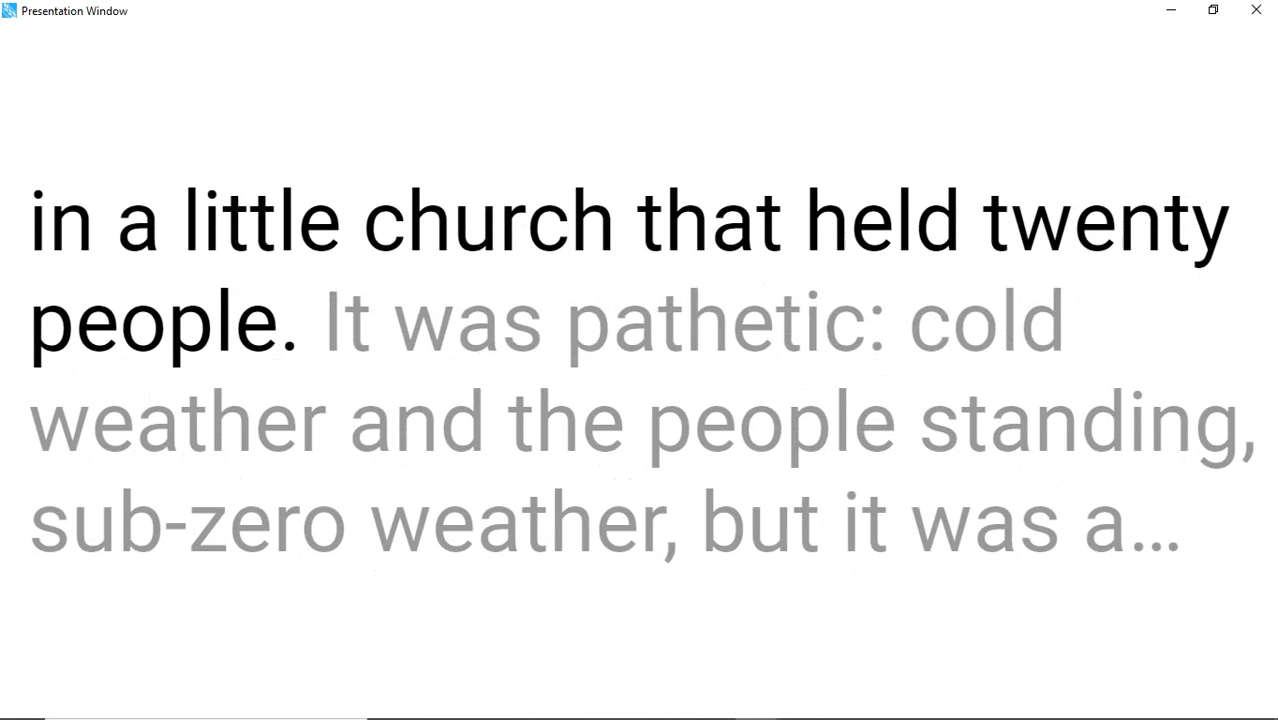 Presentation Window
in a little church that held twenty
people. It was pathetic: cold
weather and the people standing,
sub-zero weather, but it was a...